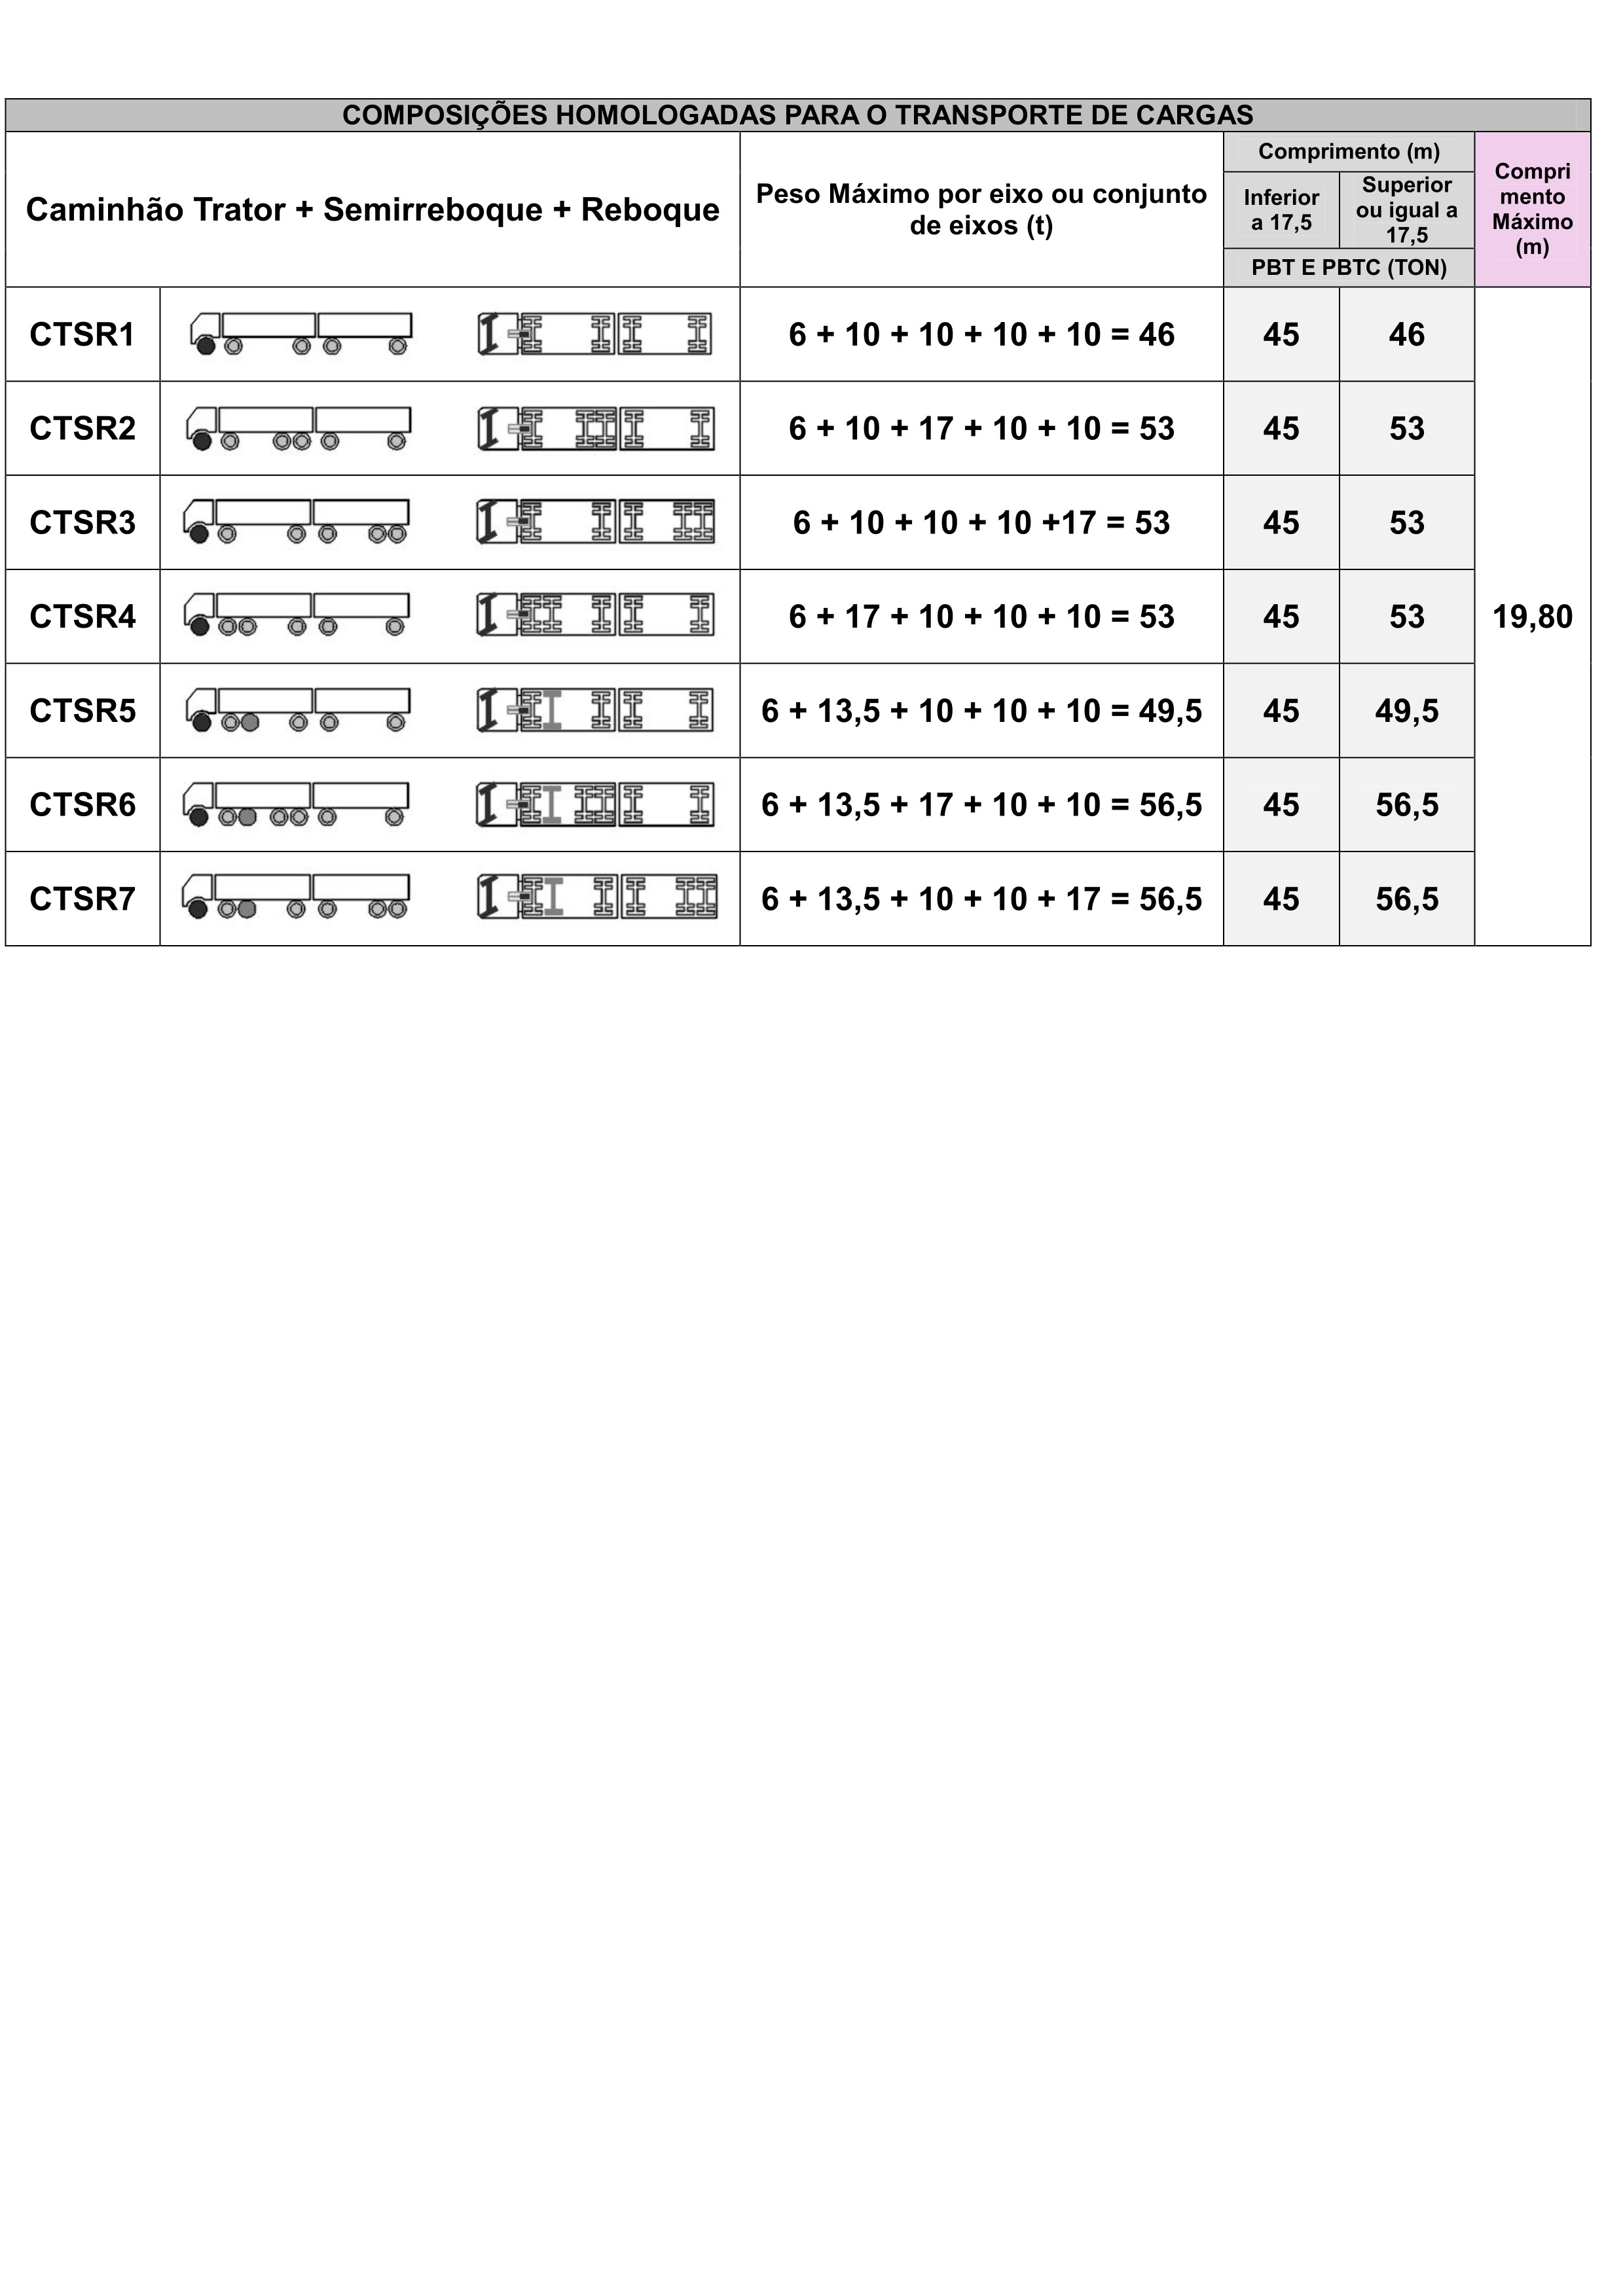 COMPOSIÇÕES HOMOLOGADAS PARA O TRANSPORTE DE CARGAS
Caminhão Trator + Semirreboque + Reboque
Peso Máximo por eixo ou conjunto
de eixos (t)
Comprimento (m)
Inferior
a 17,5
Superior
ou igual a
17,5
PBT E PBTC (TON)
Compri
mento
Máximo
(m)
CTSR1 6 + 10 + 10 + 10 + 10 = 46 45 46
CTSR2 6 + 10 + 17 + 10 + 10 = 53 45 53
CTSR3 6 + 10 + 10 + 10 +17 = 53 45 53
CTSR4 6 + 17 + 10 + 10 + 10 = 53 45 53 19,80
CTSR5 6 + 13,5 + 10 + 10 + 10 = 49,5 45 49,5
CTSR6 6 + 13,5 + 17 + 10 + 10 = 56,5 45 56,5
CTSR7 6 + 13,5 + 10 + 10 + 17 = 56,5 45 56,5